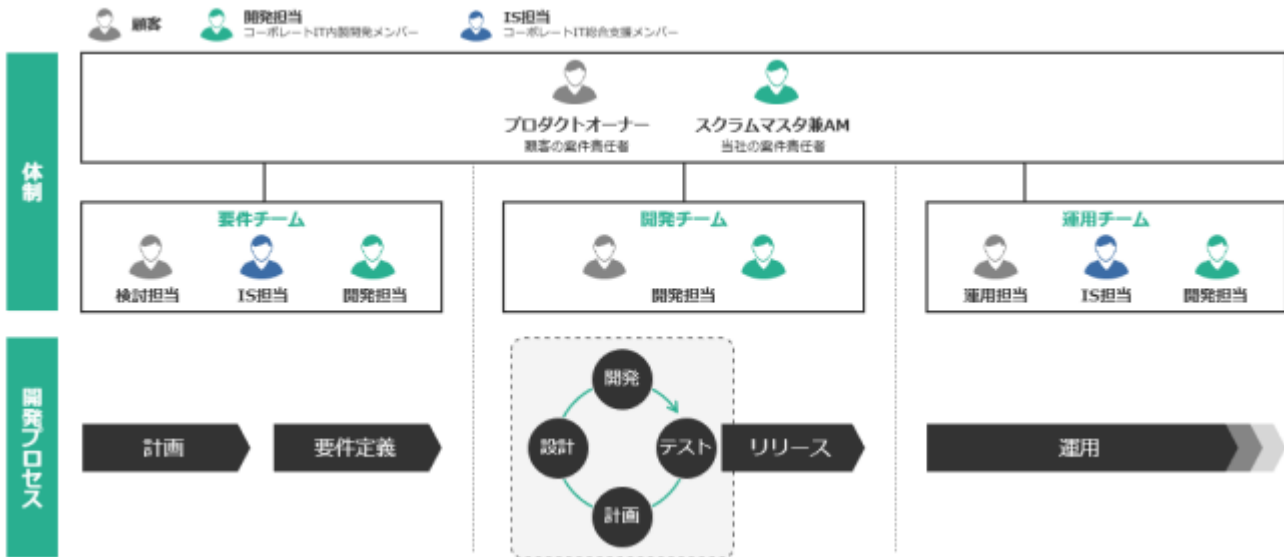 顧客
開発担当
コーポレートIT内製開発メンバー
IS担当
コーポレートIT総合支援メンバー
体制
プロダクトオーナー
顧客の案件責任者
スクラムマスタ兼AM
当社の案件責任者
要件チーム
検討担当
IS担当
開発担当
開発チーム
開発担当
運用チーム
運用担当
IS担当
開発担当
開発プロセス
計画
要件定義
開発
設計
テスト
計画
リリース
運用